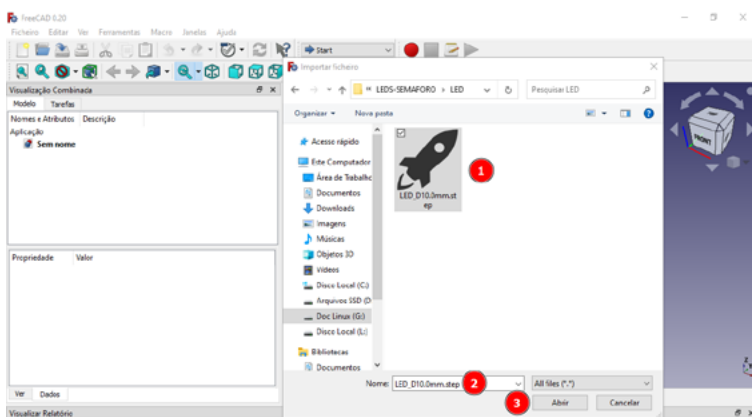 FreeCAD 0.20
Ficheiro Editar Ver Ferramentas Macro Janelas Ajuda
Start
Visualização Combinada
Modelo Tarefas
Nomes e Atributos Descrição
Aplicação
Sem nome
Propriedade Valor
Ver Dados
Visualizar Relatório
Importar ficheiro
« LEDS-SEMAFORO › LED
Pesquisar LED
Organizar Nova pasta
Acesso rápido
Este Computador
Área de Trabalho
Documentos
Downloads
Imagens
Músicas
Objetos 3D
Vídeos
Disco Local (C:)
Arquivos SSD (D
Doc Linux (G:)
Disco Local (L:)
Bibliotecas
Documentos
LED_D10.0mm.st
ep
1
Nome: LED_D10.0mm.step
2
All files (*.*)
3
Abrir Cancelar
FRONT
Z